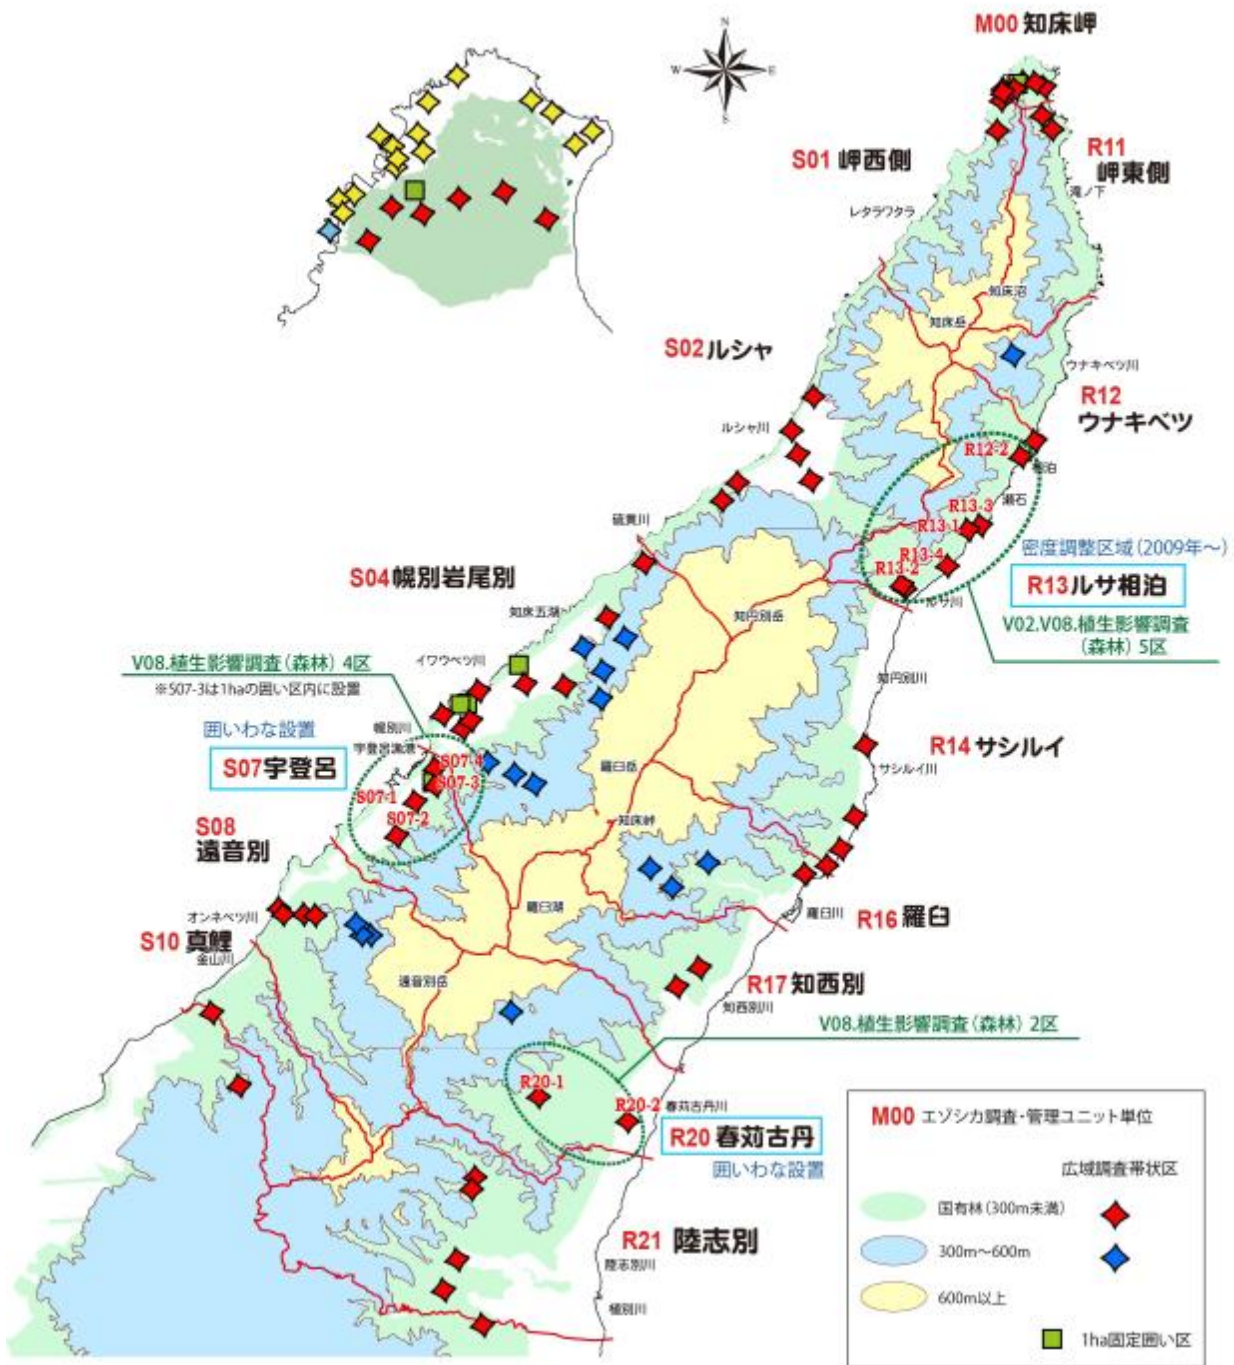 M00 知床岬
N
W
E
S
S01 岬西側
R11
岬東側
滝ノ下
レタラワタラ
知床沼
知床岳
S02ルシャ
ウナキベツ川
R12
ウナキベツ
ルシャ川
R12-2
相泊
瀬石
R13-3
R13-1
硫黄川
密度調整区域(2009年～)
R13-4
R13-2
R13ルサ相泊
S04幌別岩尾別
ルサ川
知床五湖
知円別岳
V02.V08.植生影響調査
(森林) 5区
V08.植生影響調査(森林) 4区
イワウベツ川
知円別川
※S07-3は1haの囲い区内に設置
囲いわな設置
幌別川
宇登呂漁港
R14 サシルイ
S07宇登呂
S07-4
羅臼岳
サシルイ川
S07-3
S07-1
S07-2
知床峠
S08
遠音別
羅臼湖
オンネベツ川
羅臼川
R16 羅臼
S10 真鯉
金山川
遠音別岳
R17 知西別
知西別川
V08.植生影響調査(森林) 2区
R20-1
R20-2
春苅古丹川
R20 春苅古丹
囲いわな設置
M00 エゾシカ調査・管理ユニット単位
広域調査帯状区
国有林(300m未満)
R21 陸志別
300m～600m
陸志別川
600m以上
植別川
1ha固定囲い区